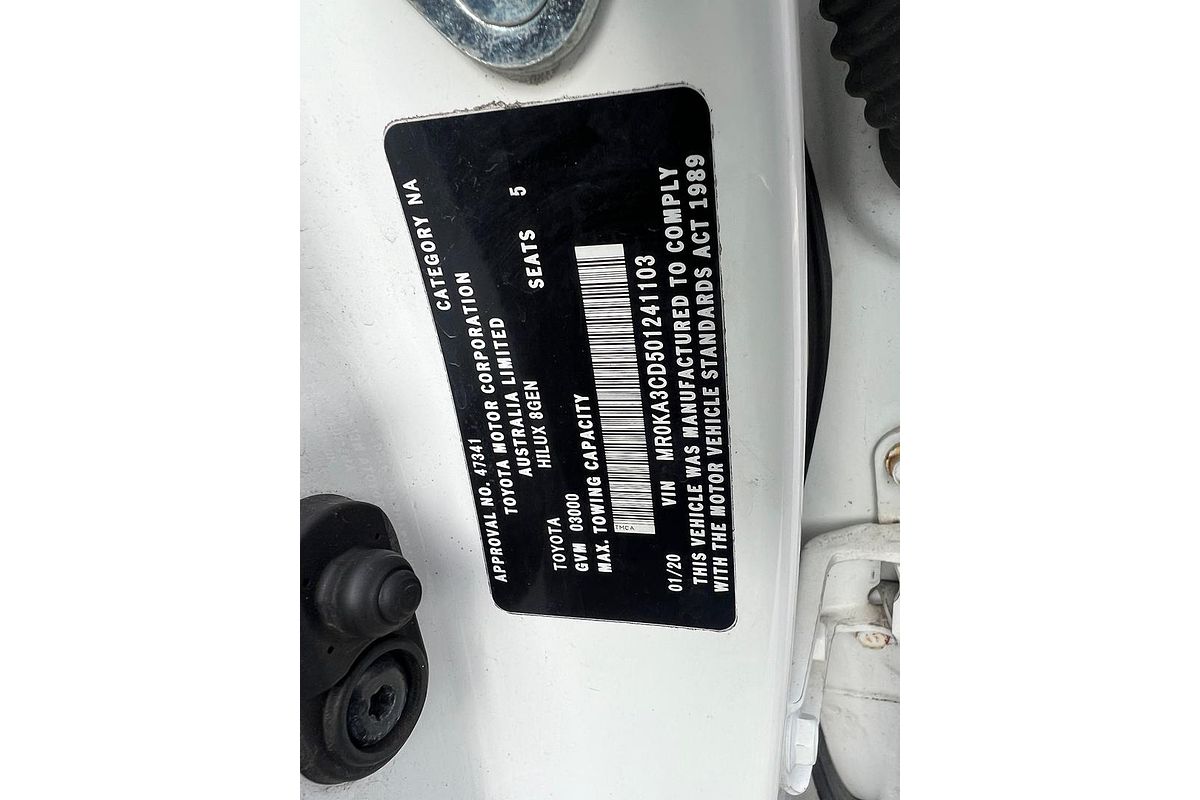 APPROVAL NO. 47341 CATEGORY NA
TOYOTA MOTOR CORPORATION
AUSTRALIA LIMITED
HILUX 8GEN SEATS 5
TOYOTA
GVM 03000
MAX. TOWING CAPACITY
TMCA
VIN MR0KA3CD501241103
01/20
THIS VEHICLE WAS MANUFACTURED TO COMPLY
WITH THE MOTOR VEHICLE STANDARDS ACT 1989